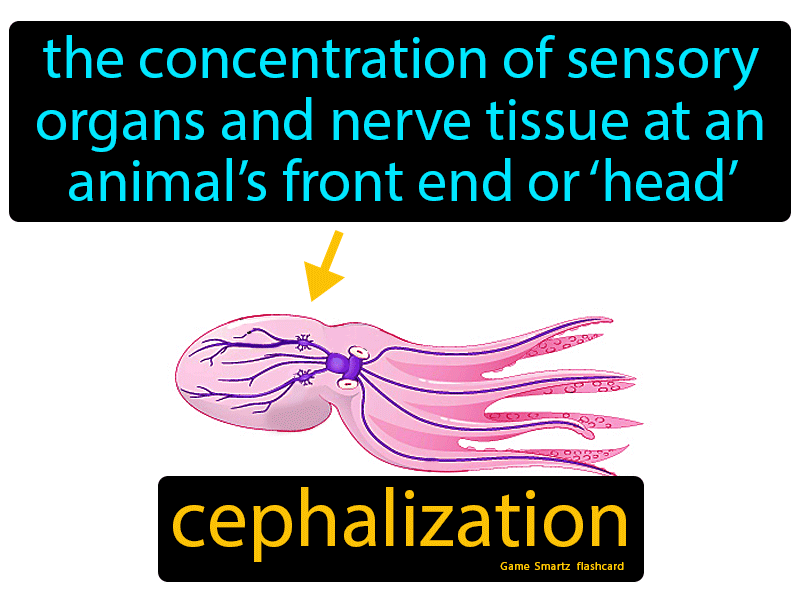 the concentration of sensory
organs and nerve tissue at an
animal’s front end or ‘head’
cephalization
Game Smartz flashcard